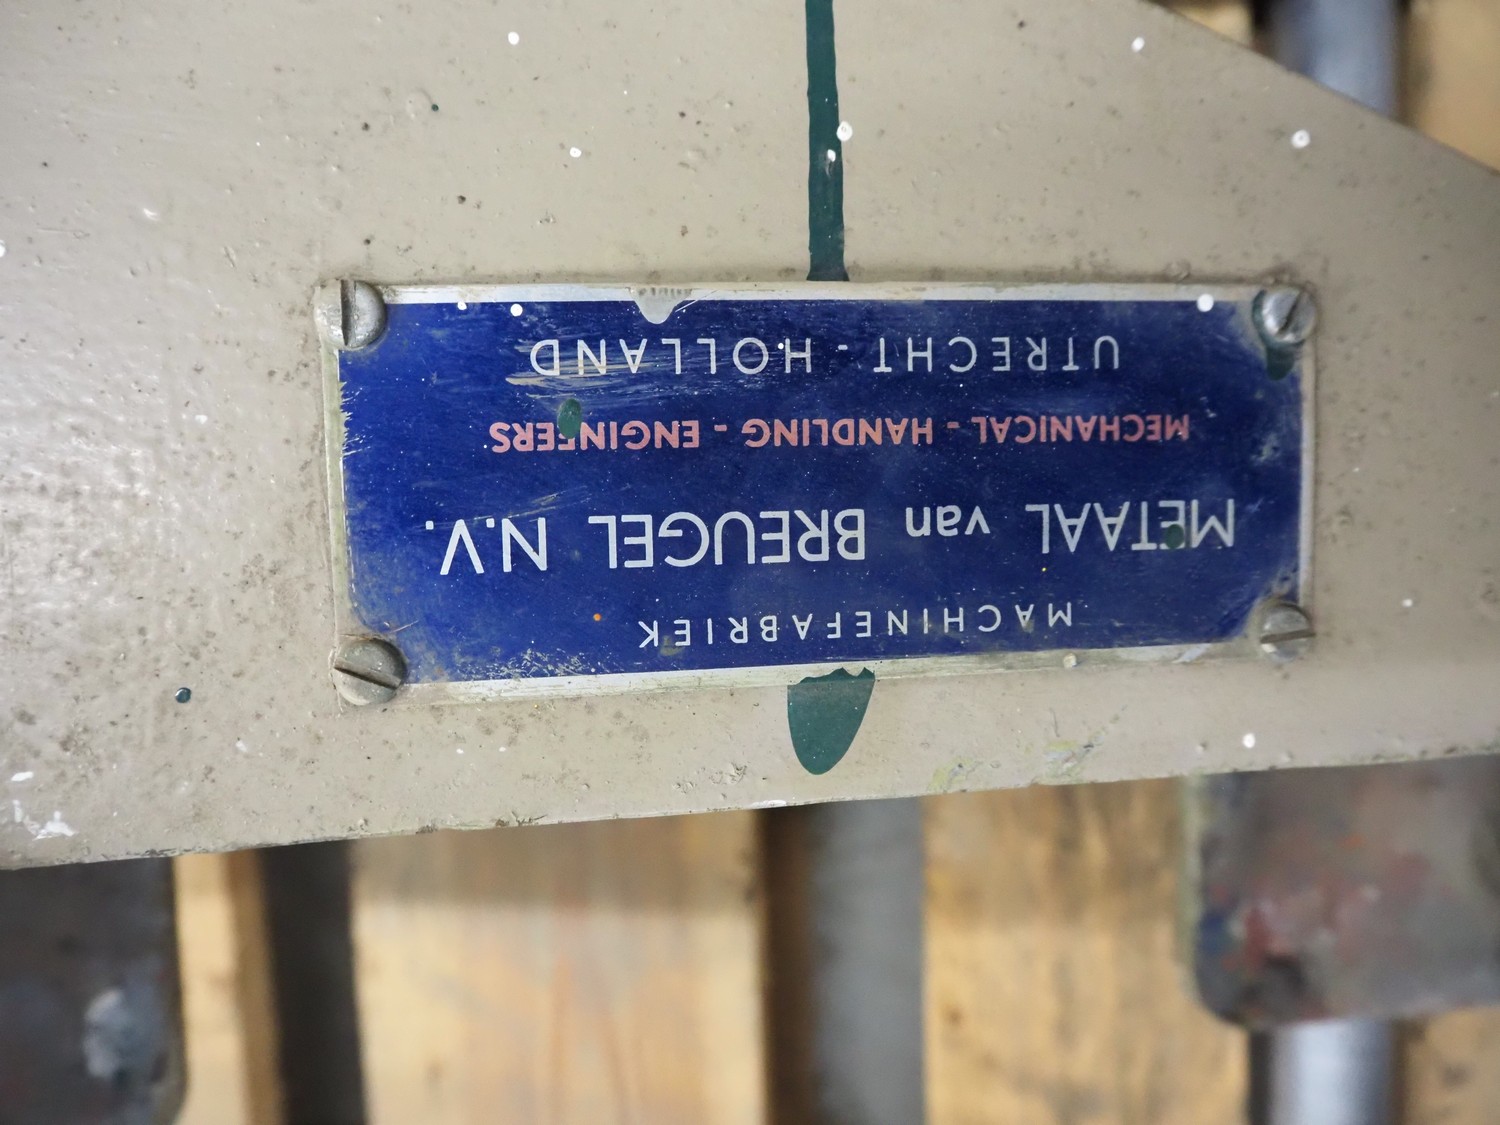 MACHINEFABRIEK
METAAL van BREUGEL N.V.
MECHANICAL - HANDLING - ENGINEERS
UTRECHT - HOLLAND